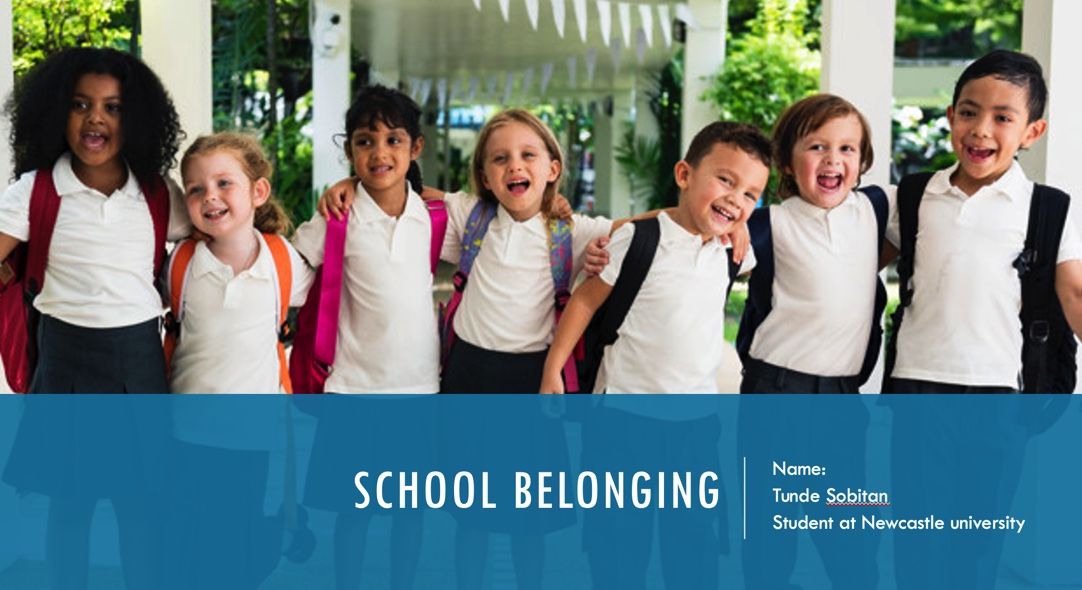 SCHOOL BELONGING
Name:
Tunde Sobitan
Student at Newcastle university